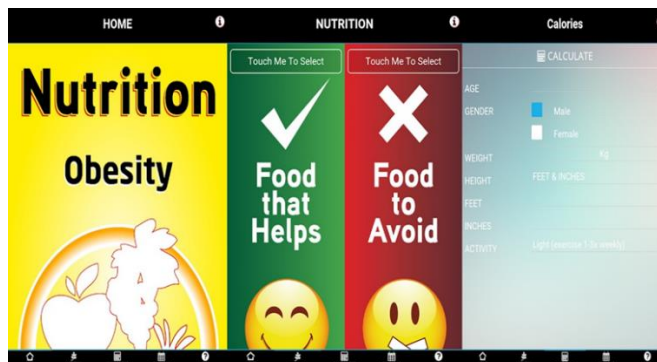 HOME
Nutrition
Obesity
NUTRITION
Touch Me To Select
Food
that
Helps
Touch Me To Select
Food
to
Avoid
Calories
CALCULATE
AGE
GENDER
Male
Female
WEIGHT
Kg
HEIGHT
FEET & INCHES
FEET
INCHES
ACTIVITY
Light (exercise 1-3x weekly)